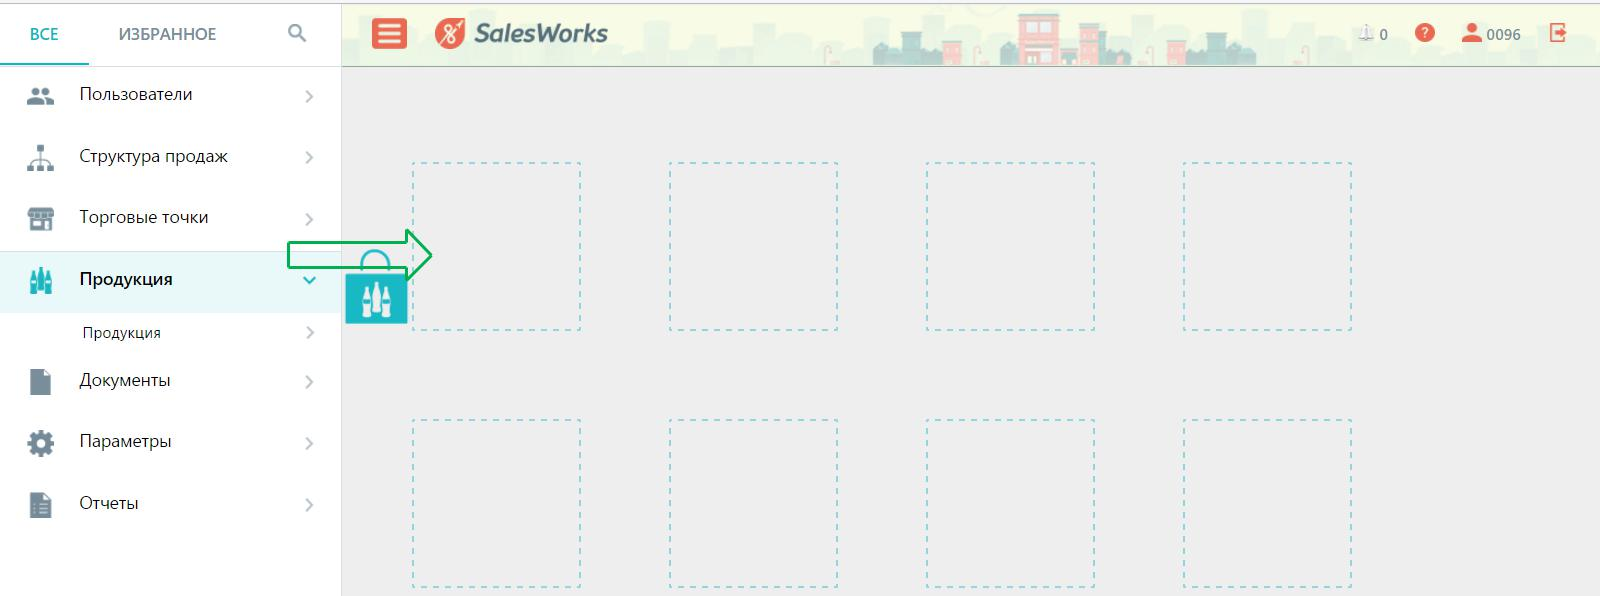 ВСЕ ИЗБРАННОЕ
SalesWorks
0
?
0096
Пользователи
Структура продаж
Торговые точки
Продукция
Продукция
Документы
Параметры
Отчеты